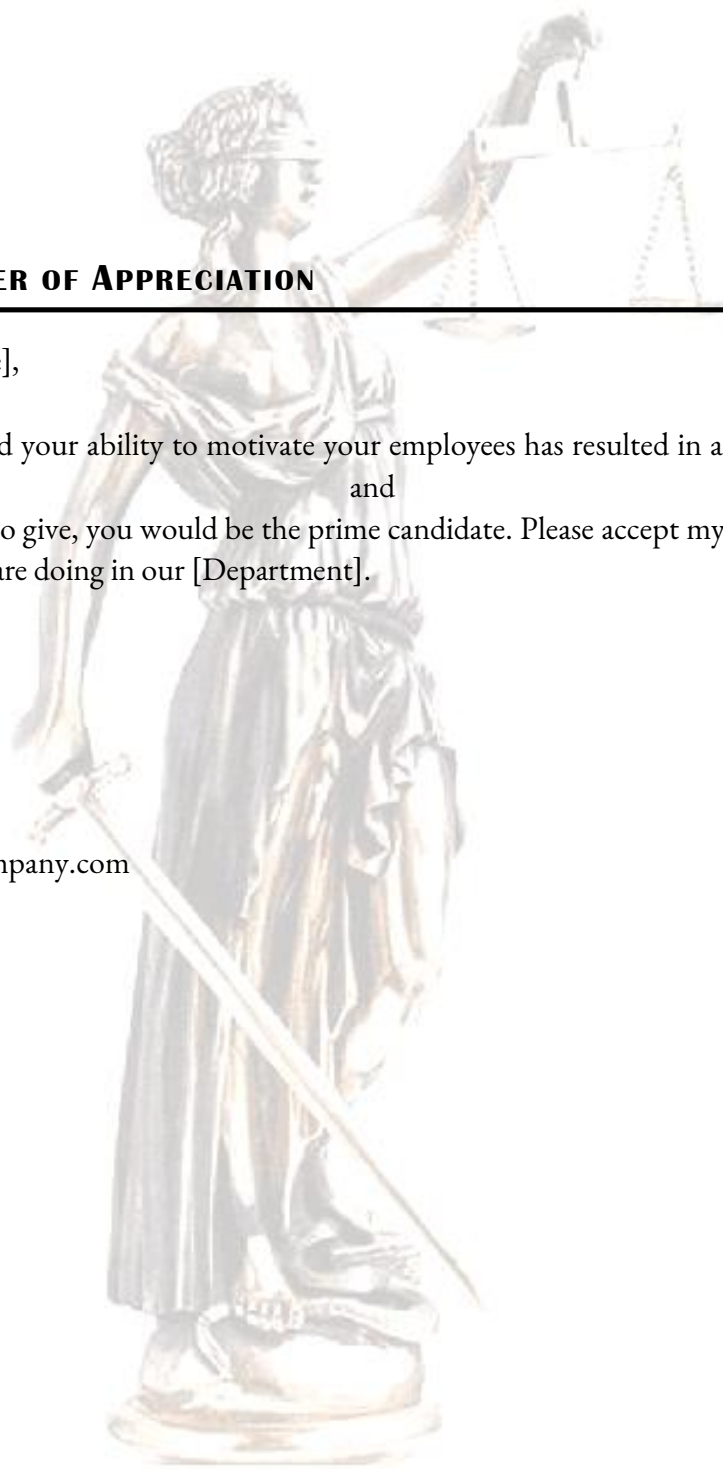 ER OF APPRECIATION
],
your ability to motivate your employees has resulted in a
and
o give, you would be the prime candidate. Please accept my
are doing in our [Department].
mpany.com